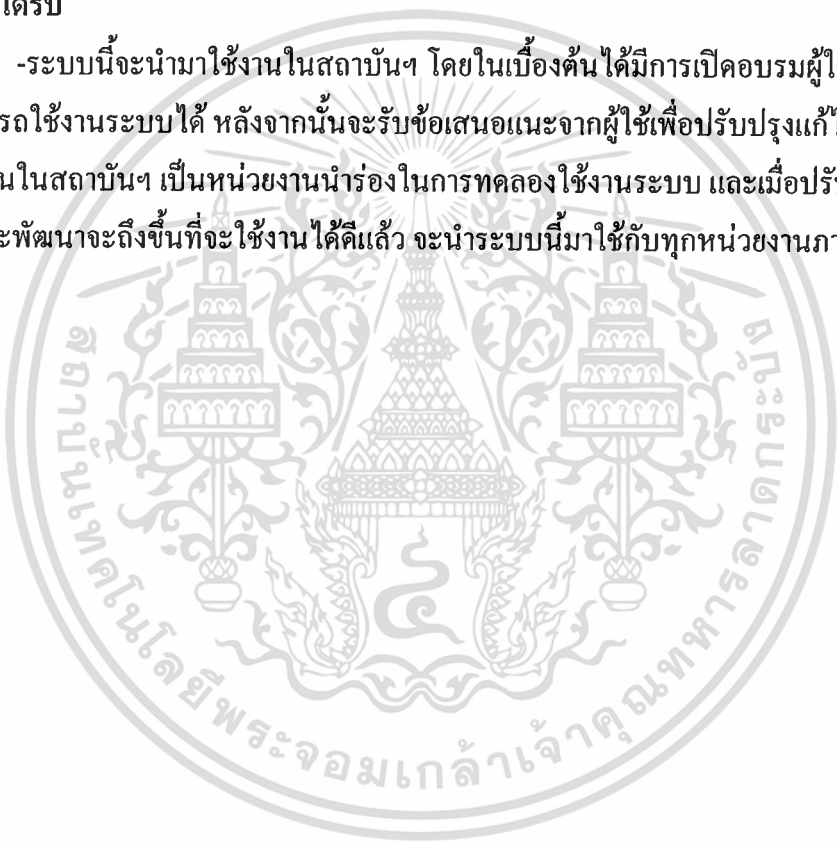 ได้รับ
-ระบบนี้จะนำมาใช้งานในสถาบันฯ โดยในเบื้องต้นได้มีการเปิดอบรมผู้ใ
รถใช้งานระบบได้ หลังจากนั้นจะรับข้อเสนอแนะจากผู้ใช้เพื่อปรับปรุงแก้ไ
นในสถาบันฯ เป็นหน่วยงานนำร่องในการทดลองใช้งานระบบ และเมื่อปรั
ะพัฒนาจะถึงขึ้นที่จะใช้งานได้ดีแล้ว จะนำระบบนี้มาใช้กับทุกหน่วยงานภา
สถาบันเทคโนโลยีพระจอมเกล้าเจ้าคุณทหารลาดกระบัง